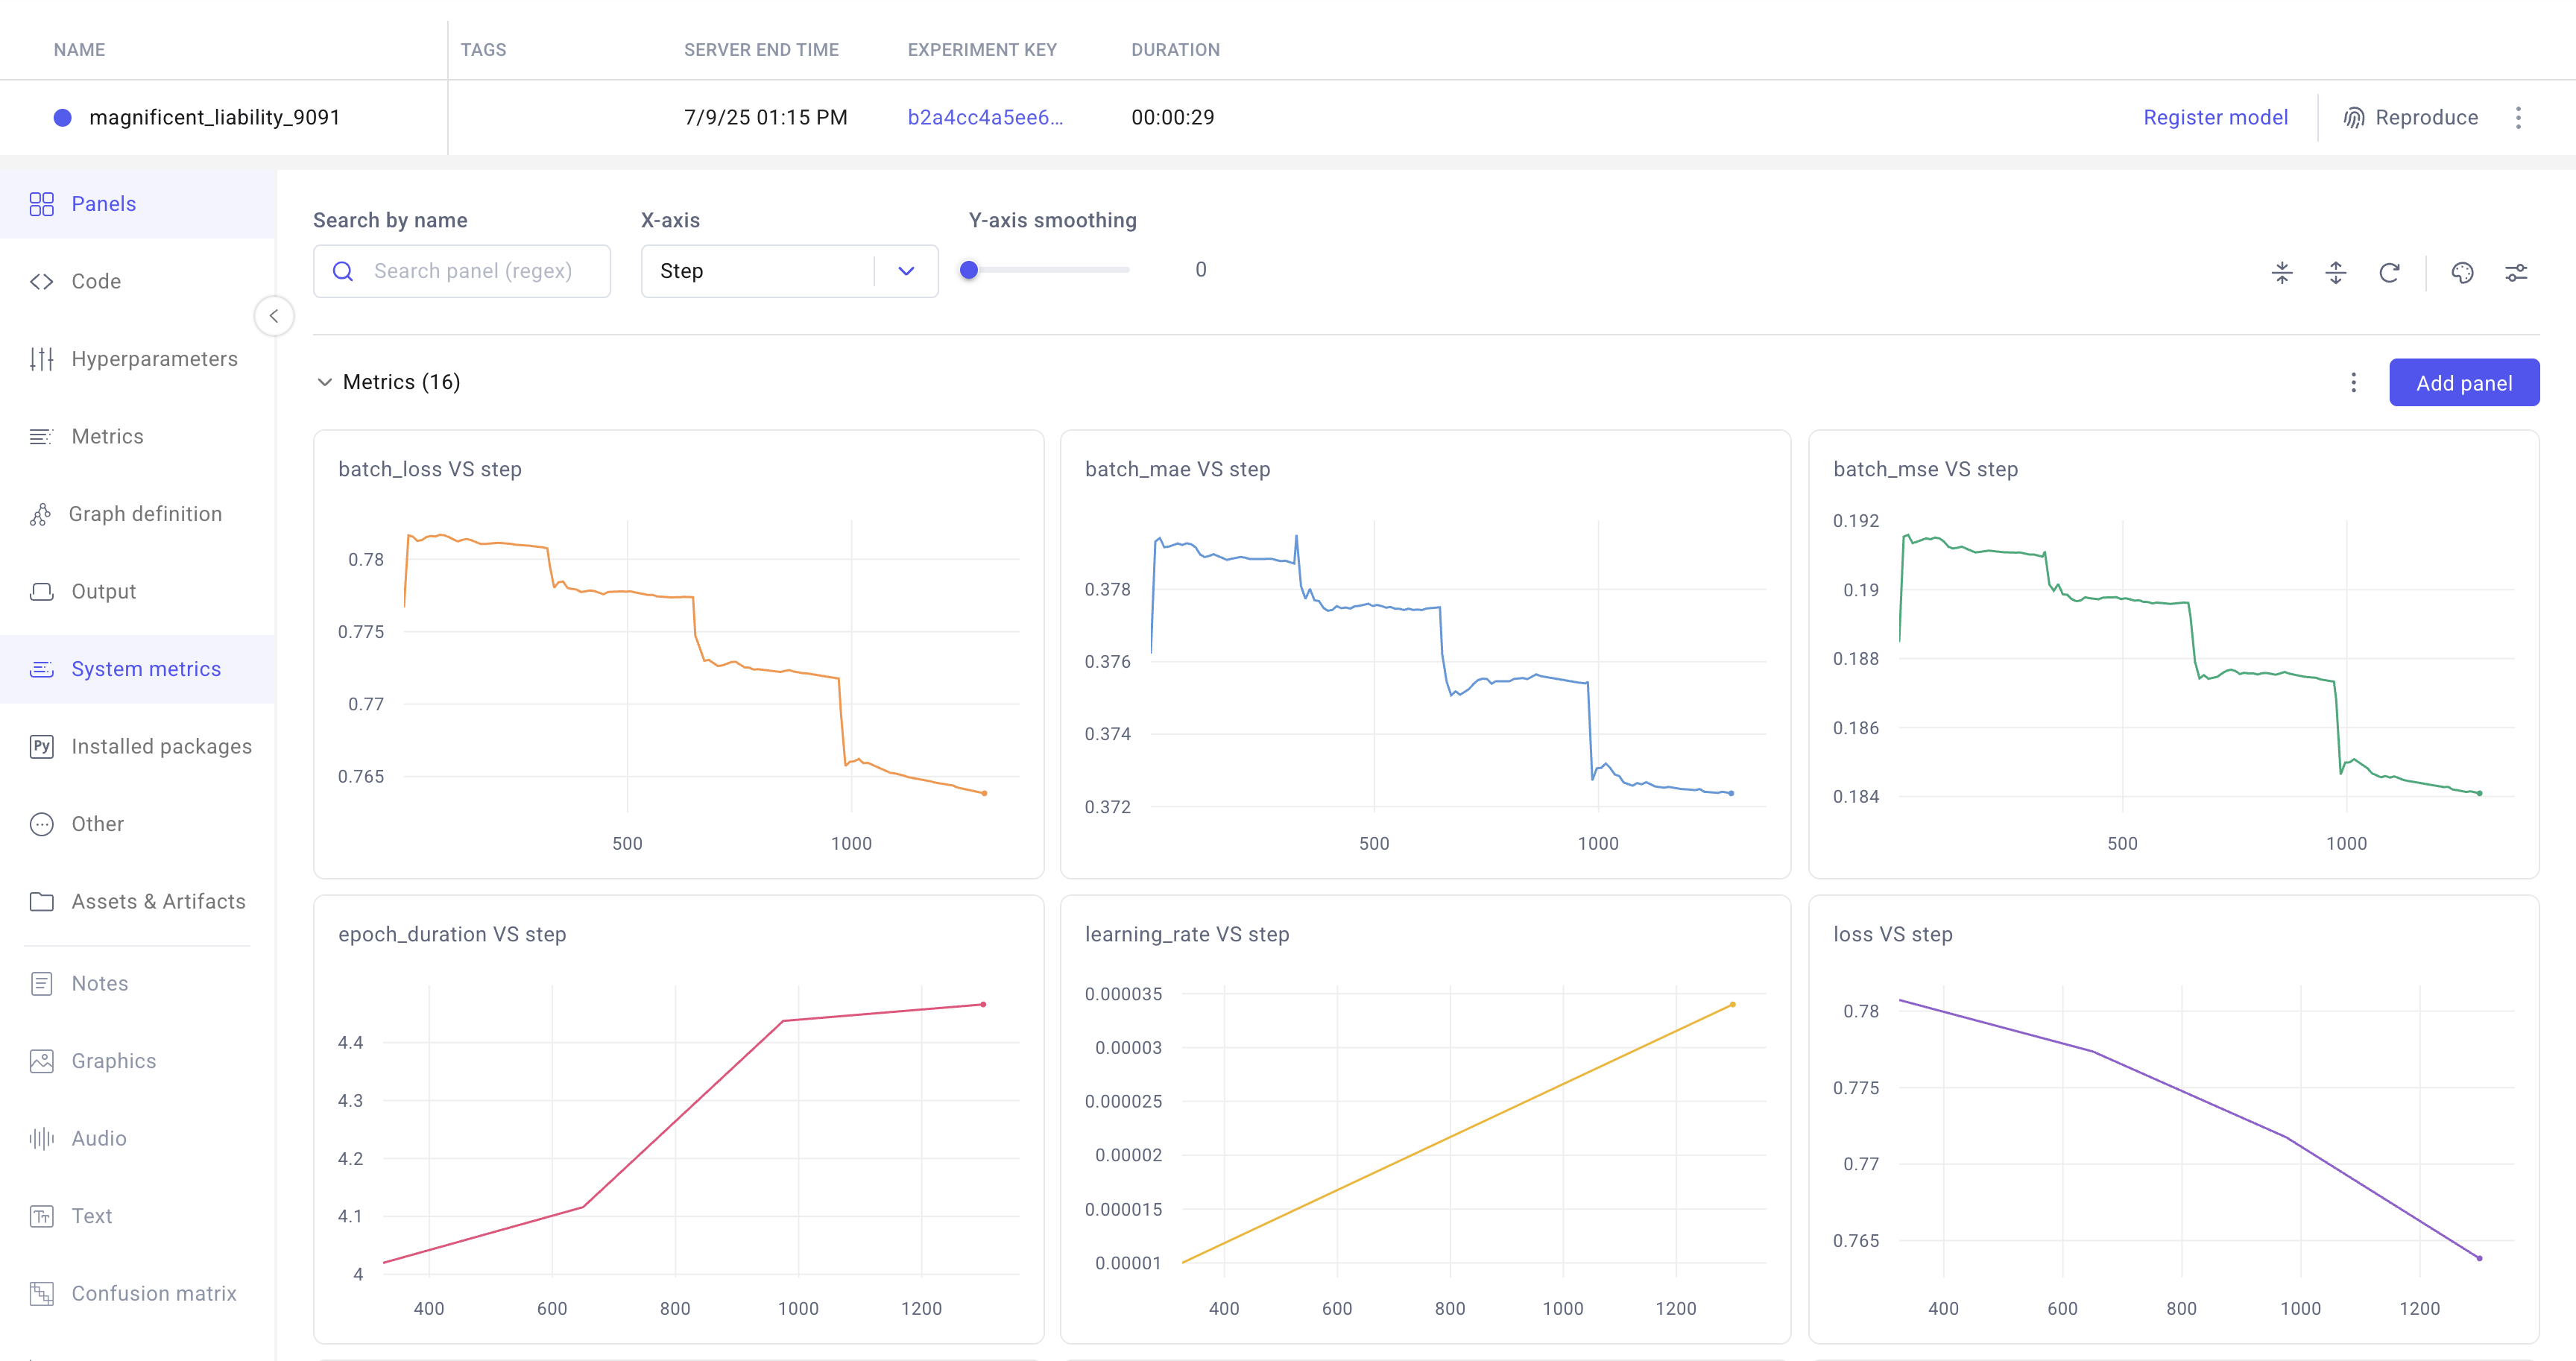 NAME TAGS SERVER END TIME EXPERIMENT KEY DURATION
magnificent_liability_9091 7/9/25 01:15 PM b2a4cc4a5ee6... 00:00:29 Register model Reproduce
Panels
Code
Hyperparameters
Metrics
Graph definition
Output
System metrics
Py Installed packages
Other
Assets & Artifacts
Notes
Graphics
Audio
Tт Text
Confusion matrix
Search by name X-axis Y-axis smoothing
Search panel (regex) Step 0
Metrics (16) Add panel
batch_loss VS step
0.78
0.775
0.77
0.765
500 1000
batch_mae VS step
0.378
0.376
0.374
0.372
500 1000
batch_mse VS step
0.192
0.19
0.188
0.186
0.184
500 1000
epoch_duration VS step
4.4
4.3
4.2
4.1
4
400 600 800 1000 1200
learning_rate VS step
0.000035
0.00003
0.000025
0.00002
0.000015
0.00001
400 600 800 1000 1200
loss VS step
0.78
0.775
0.77
0.765
400 600 800 1000 1200